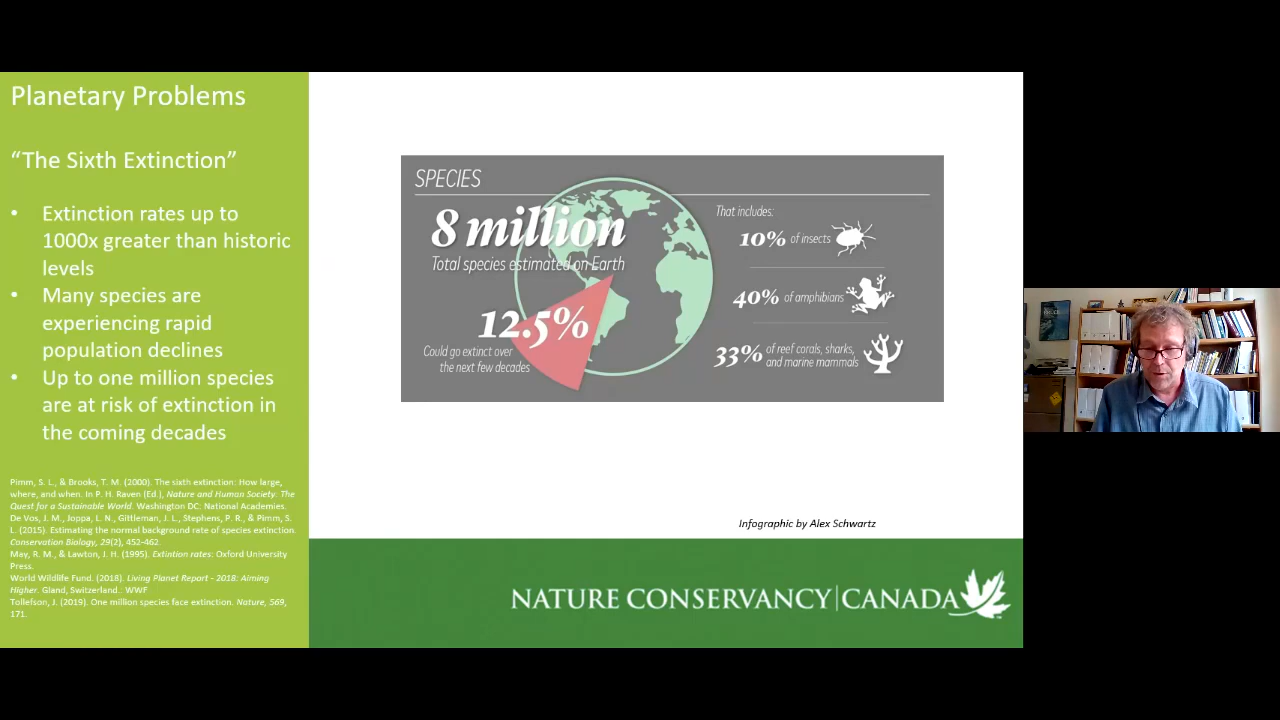 Planetary Problems
“The Sixth Extinction”
• Extinction rates up to
1000x greater than historic
levels
• Many species are
experiencing rapid
population declines
• Up to one million species
are at risk of extinction in
the coming decades
Pimm, S. L., & Brooks, T. M. (2000). The sixth extinction: How large,
where, and when. In P. H. Raven (Ed.), Nature and Human Society: The
Quest for a Sustainable World. Washington DC: National Academies.
De Vos, J. M., Joppa, L. N., Gittleman, J. L., Stephens, P. R., & Pimm, S.
L. (2015). Estimating the normal background rate of species extinction.
Conservation Biology, 29(2), 452-462.
May, R. M., & Lawton, J. H. (1995). Extintion rates: Oxford University
Press.
World Wildlife Fund. (2018). Living Planet Report - 2018: Aiming
Higher. Gland, Switzerland.: WWF
Tollefson, J. (2019). One million species face extinction. Nature, 569,
171.
SPECIES
8 million
Total species estimated on Earth
12.5%
Could go extinct over
the next few decades
That includes:
10% of insects
40% of amphibians
33% of reef corals, sharks,
and marine mammals
Infographic by Alex Schwartz
NATURE CONSERVANCY|CANADA